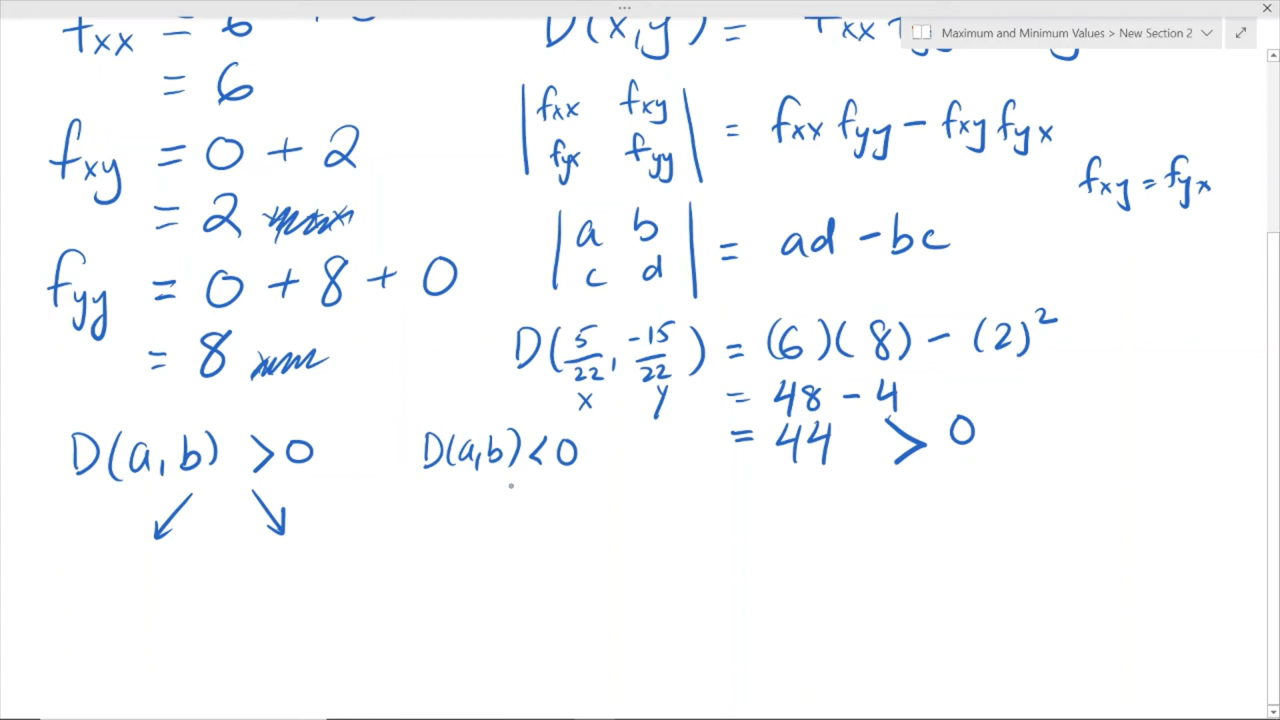 Maximum and Minimum Values > New Section 2
fxx = 6
= 6
fxy = 0 + 2
= 2
fyy = 0 + 8 + 0
= 8
D(a,b) > 0
D(x,y) = fxx
|fxx fxy| = fxx fyy - fxy fyx
|fyx fyy|
fxy = fyx
|a b| = ad - bc
|c d|
D(5/22, -15/22) = (6)(8) - (2)²
x y = 48 - 4
= 44 > 0
D(a,b) < 0